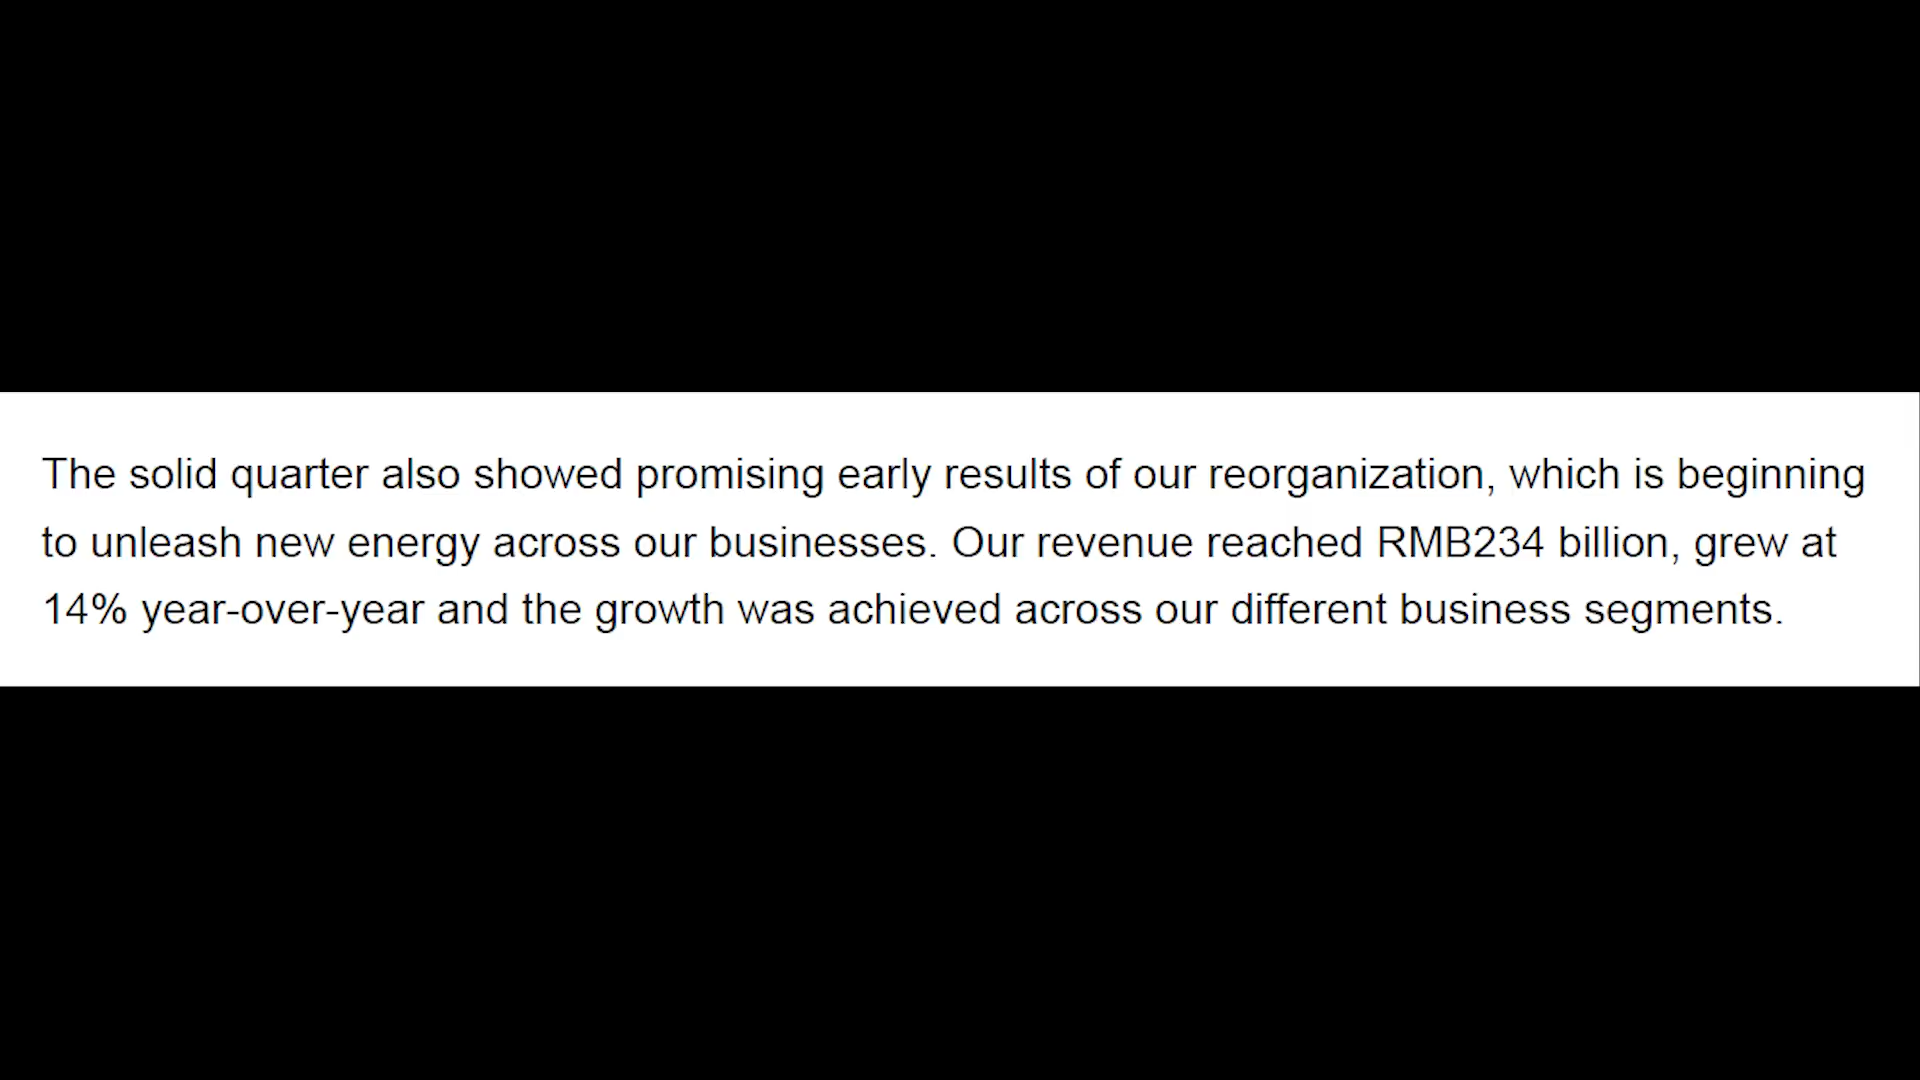 The solid quarter also showed promising early results of our reorganization, which is beginning
to unleash new energy across our businesses. Our revenue reached RMB234 billion, grew at
14% year-over-year and the growth was achieved across our different business segments.